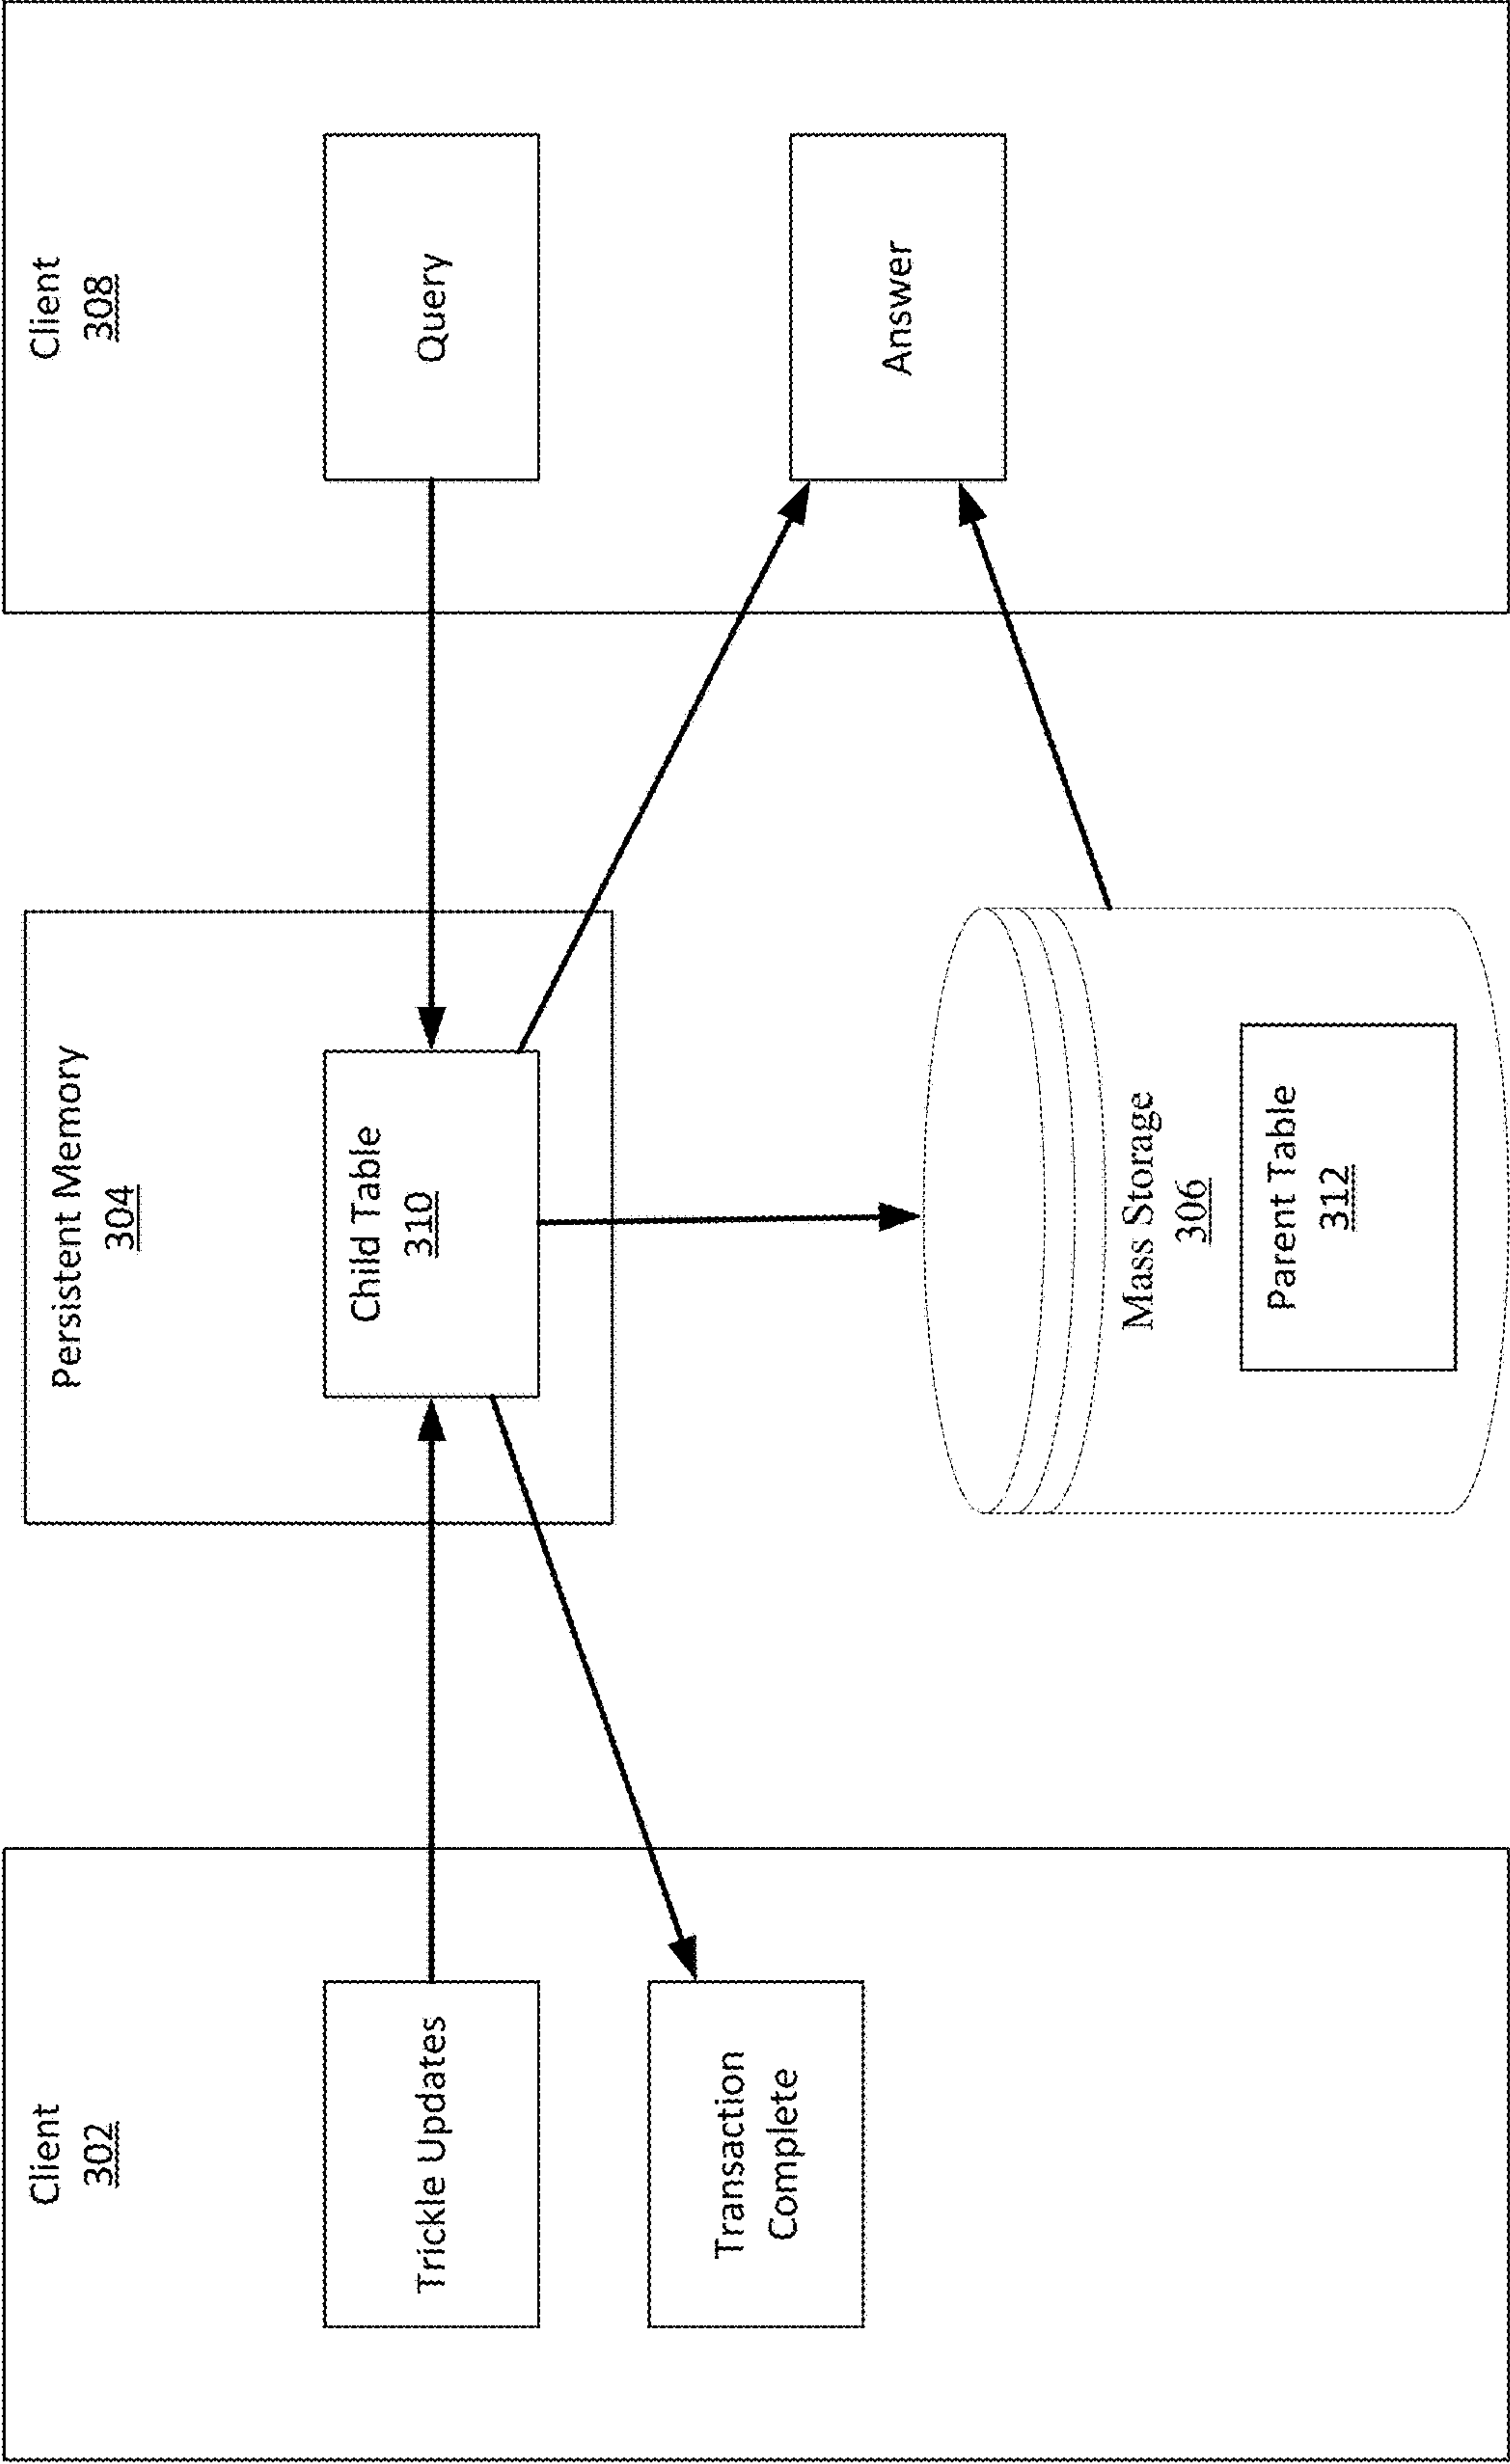 Client
302
Trickle Updates
Transaction
Complete
Persistent Memory
304
Child Table
310
Mass Storage
306
Parent Table
312
Client
308
Query
Answer